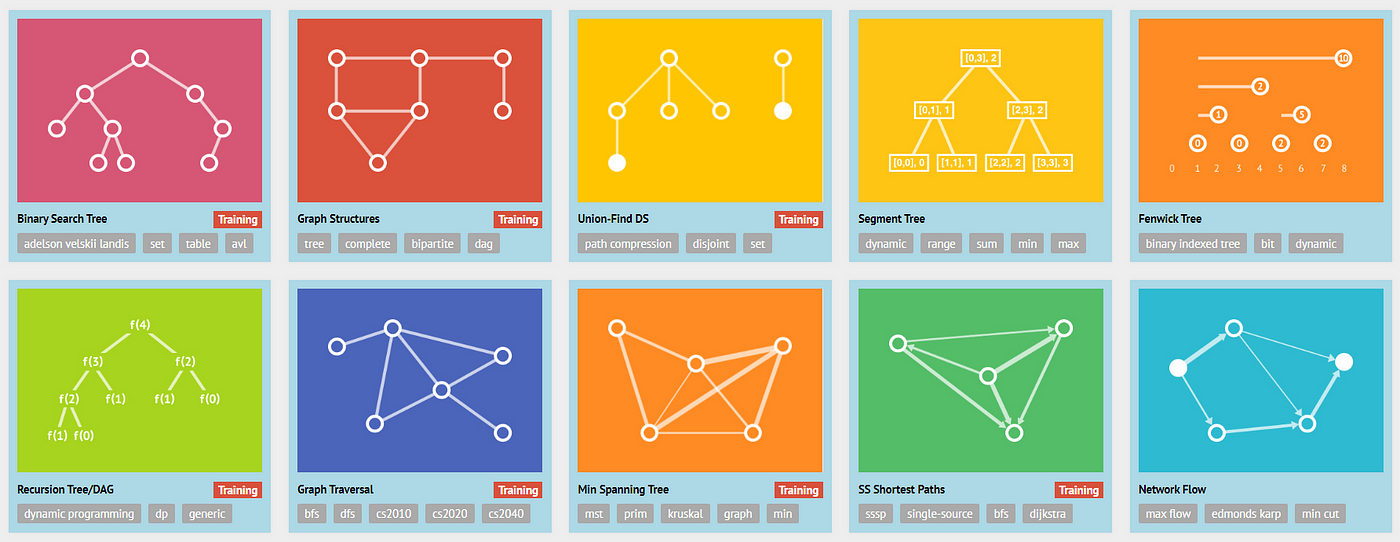 [0,3], 2
[0,1], 1 [2,3], 2
[0,0], 0 [1,1], 1 [2,2], 2 [3,3], 3
10
2
1 5
0 0 2 2
0 1 2 3 4 5 6 7 8
Binary Search Tree Training
adelson velskii landis set table avl
Graph Structures Training
tree complete bipartite dag
Union-Find DS Training
path compression disjoint set
Segment Tree
dynamic range sum min max
Fenwick Tree
binary indexed tree bit dynamic
f(4)
f(3) f(2)
f(2) f(1) f(1) f(0)
f(1) f(0)
Recursion Tree/DAG Training
dynamic programming dp generic
Graph Traversal Training
bfs dfs cs2010 cs2020 cs2040
Min Spanning Tree Training
mst prim kruskal graph min
SS Shortest Paths Training
sssp single-source bfs dijkstra
Network Flow
max flow edmonds karp min cut